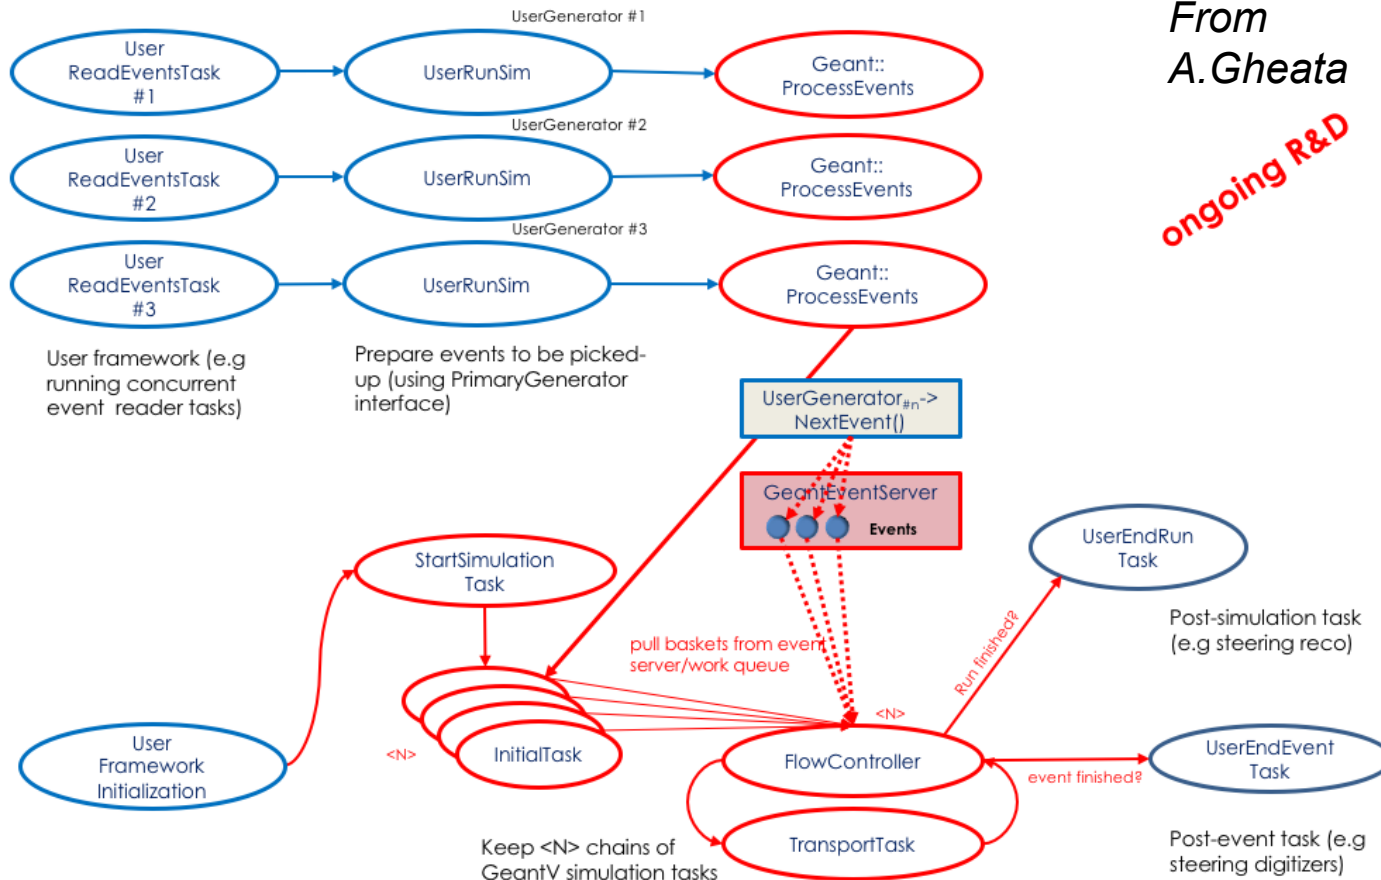 UserGenerator #1
From
A.Gheata
User
ReadEventsTask
#1
UserRunSim
Geant::
ProcessEvents
ongoing R&D
UserGenerator #2
User
ReadEventsTask
#2
UserRunSim
Geant::
ProcessEvents
UserGenerator #3
User
ReadEventsTask
#3
UserRunSim
Geant::
ProcessEvents
User framework (e.g
running concurrent
event reader tasks)
Prepare events to be picked-
up (using PrimaryGenerator
interface)
UserGenerator#n->
NextEvent()
GeantEventServer
Events
StartSimulation
Task
UserEndRun
Task
Post-simulation task
(e.g steering reco)
pull baskets from event
server/work queue
Run finished?
<N>
User
Framework
Initialization
<N>
InitialTask
FlowController
event finished?
UserEndEvent
Task
TransportTask
Keep <N> chains of
GeantV simulation tasks
Post-event task (e.g
steering digitizers)